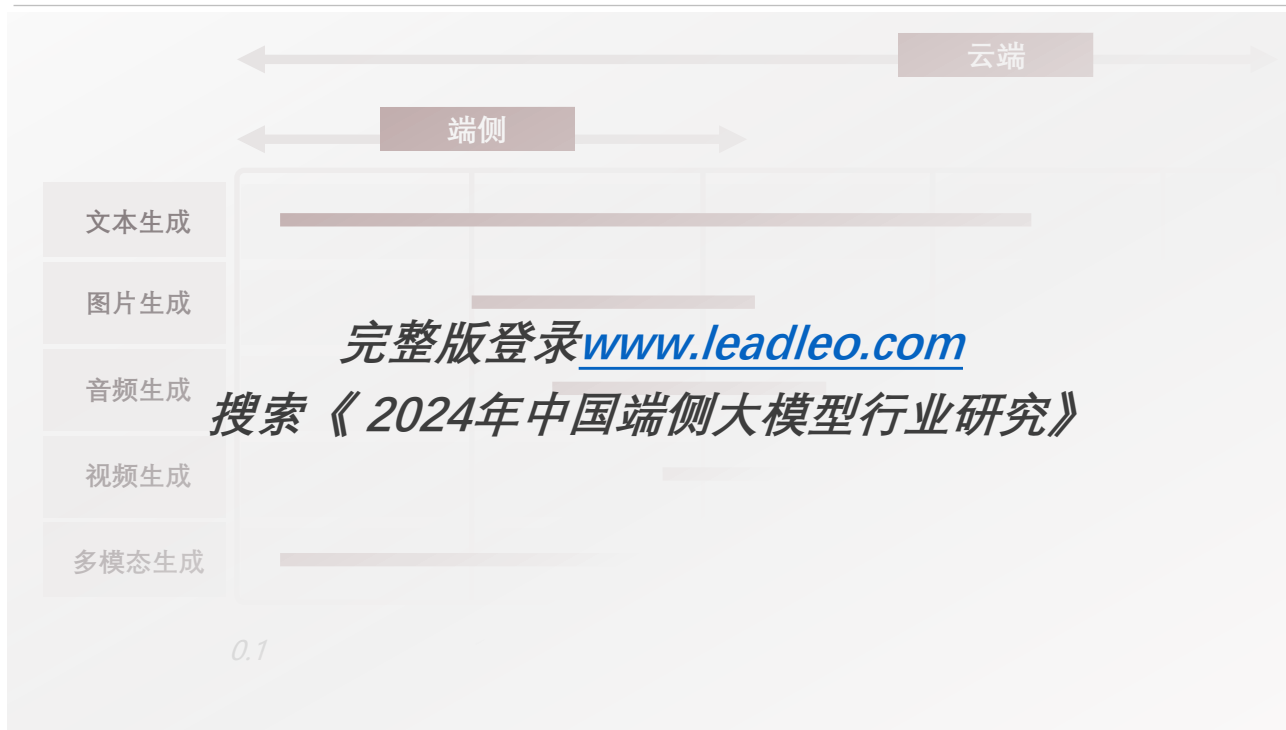 云端
端侧
文本生成
图片生成
音频生成
视频生成
多模态生成
完整版登录www.leadleo.com
搜索《 2024年中国端侧大模型行业研究》
0.1